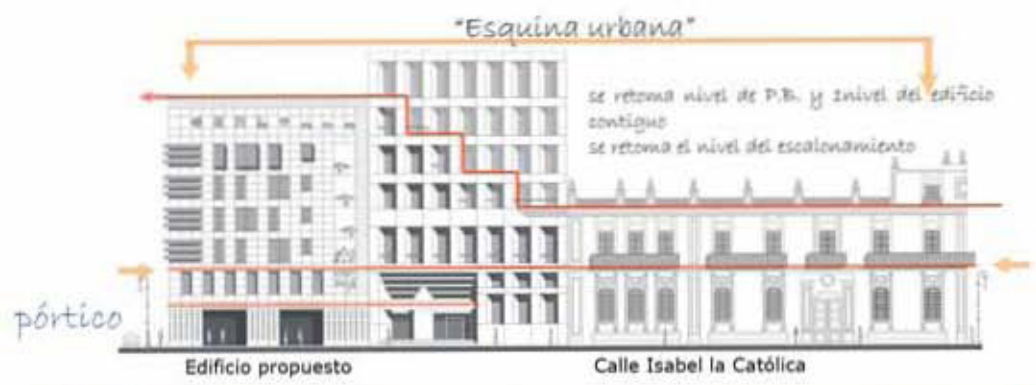 "Esquina urbana"
se retoma nivel de P.B. y 1nivel del edificio
contiguo
se retoma el nivel del escalonamiento
pórtico
Edificio propuesto
Calle Isabel la Católica